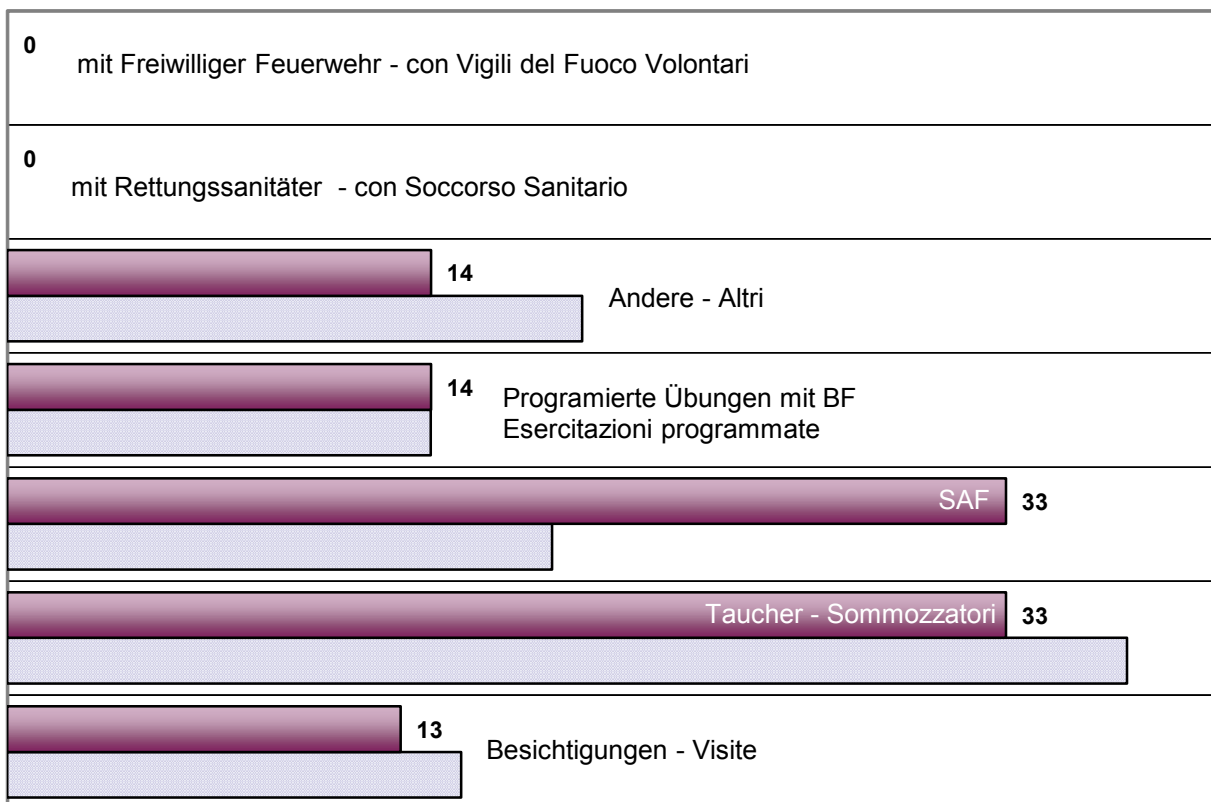 0
mit Freiwilliger Feuerwehr - con Vigili del Fuoco Volontari
0
mit Rettungssanitäter - con Soccorso Sanitario
14
Andere - Altri
14
Programierte Übungen mit BF
Esercitazioni programmate
SAF 33
Taucher - Sommozzatori 33
13
Besichtigungen - Visite